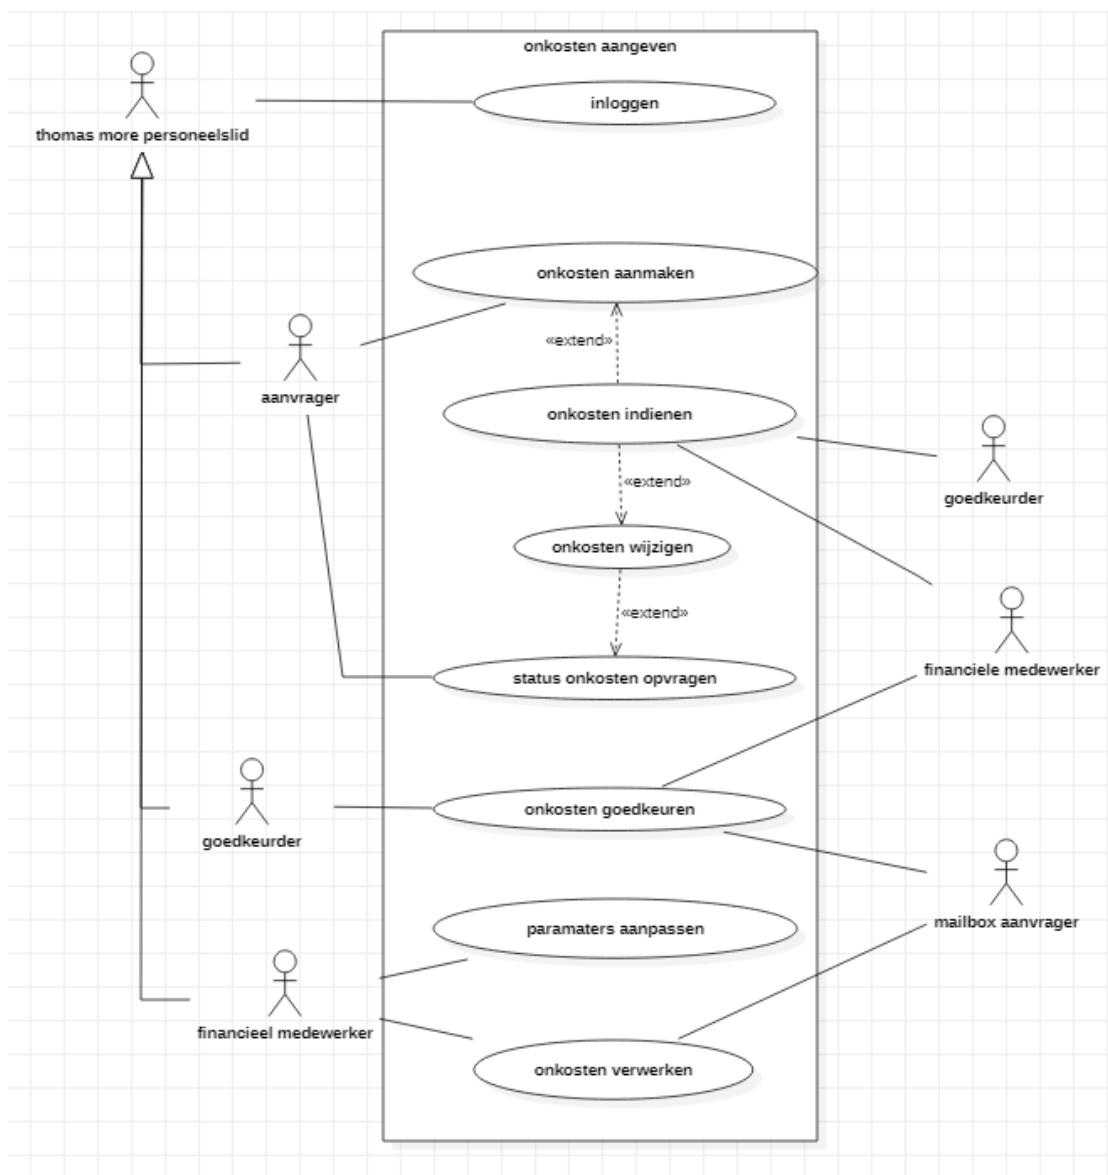 onkosten aangeven
inloggen
thomas more personeelslid
onkosten aanmaken
«extend»
aanvrager
onkosten indienen
goedkeurder
«extend»
onkosten wijzigen
«extend»
financiele medewerker
status onkosten opvragen
onkosten goedkeuren
goedkeurder
mailbox aanvrager
paramaters aanpassen
financieel medewerker
onkosten verwerken